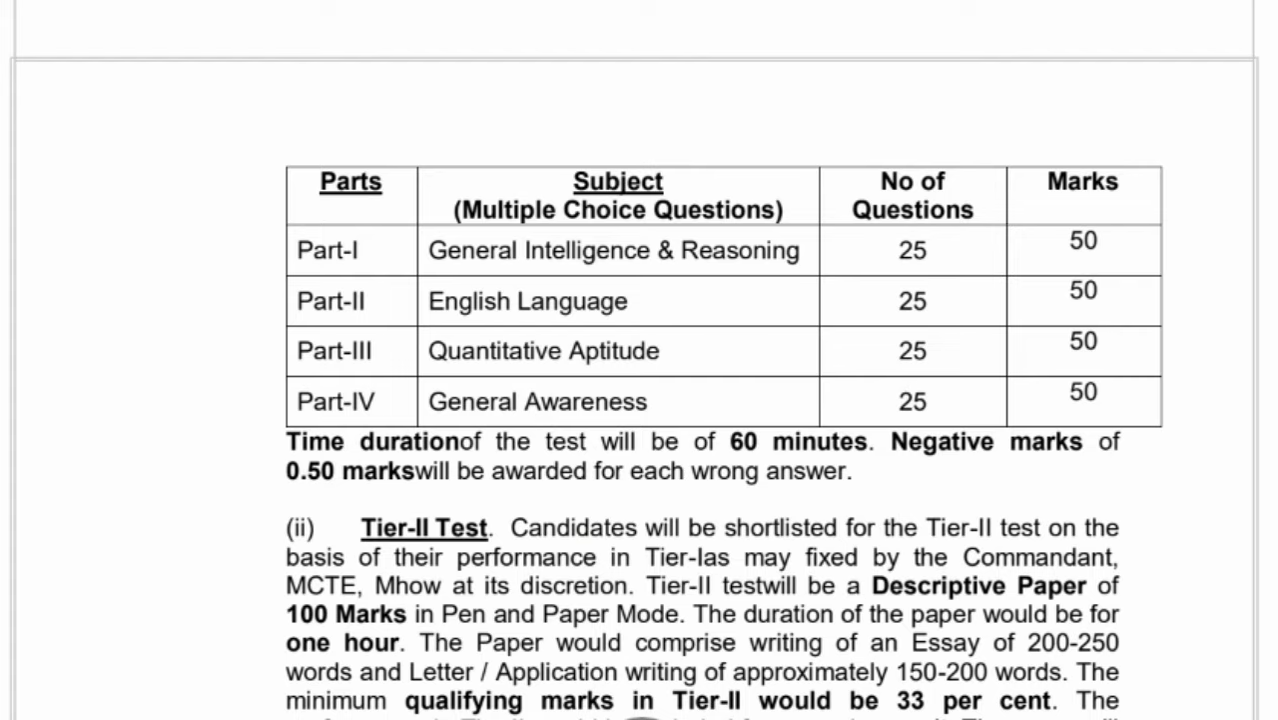 Parts Subject No of Marks
(Multiple Choice Questions) Questions
Part-I General Intelligence & Reasoning 25 50
Part-II English Language 25 50
Part-III Quantitative Aptitude 25 50
Part-IV General Awareness 25 50
Time durationof the test will be of 60 minutes. Negative marks of
0.50 markswill be awarded for each wrong answer.
(ii) Tier-II Test. Candidates will be shortlisted for the Tier-II test on the
basis of their performance in Tier-Ias may fixed by the Commandant,
MCTE, Mhow at its discretion. Tier-II testwill be a Descriptive Paper of
100 Marks in Pen and Paper Mode. The duration of the paper would be for
one hour. The Paper would comprise writing of an Essay of 200-250
words and Letter / Application writing of approximately 150-200 words. The
minimum qualifying marks in Tier-II would be 33 per cent. The